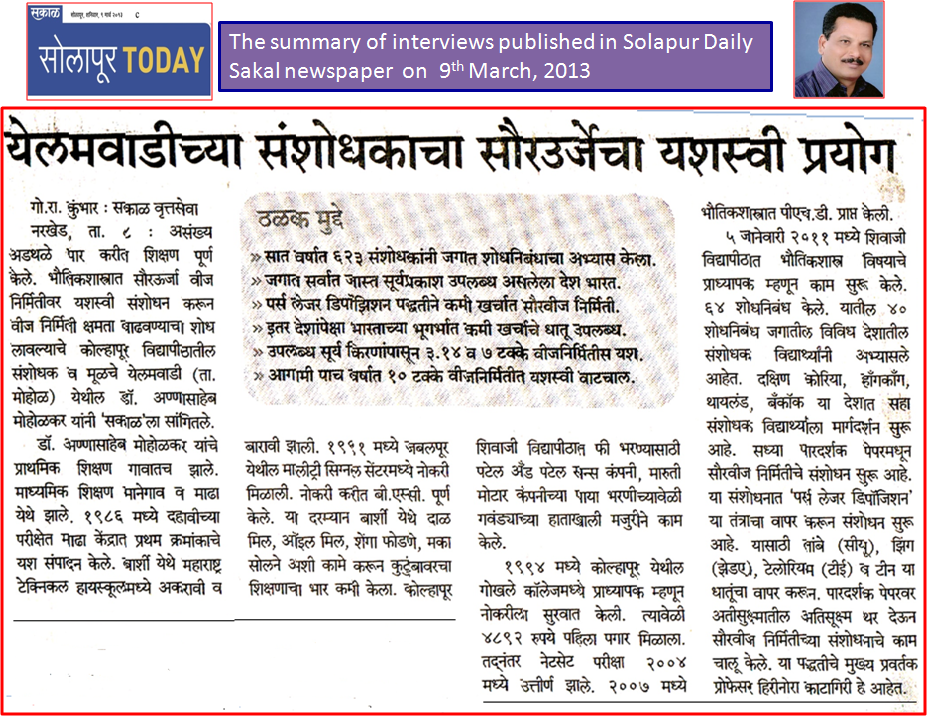 सकाळ सोलापूर, शनिवार, ९ मार्च २०१३ C
सोलापूर TODAY
The summary of interviews published in Solapur Daily
Sakal newspaper on 9th March, 2013
येलमवाडीच्या संशोधकाचा सौरउर्जेचा यशस्वी प्रयोग
गो.रा. कुंभार : सकाळ वृत्तसेवा
नरखेड, ता. ८ : असंख्य
अडथळे पार करीत शिक्षण पूर्ण
केले. भौतिकशास्त्रात सौरऊर्जा वीज
निर्मितीवर यशस्वी संशोधन करून
वीज निर्मिती क्षमता वाढवण्याचा शोध
लावल्याचे कोल्हापूर विद्यापीठातील
संशोधक व मूळचे येलमवाडी (ता.
मोहोळ) येथील डॉ. अण्णासाहेब
मोहोळकर यांनी 'सकाळ'ला सांगितले.
डॉ. अण्णासाहेब मोहोळकर यांचे
प्राथमिक शिक्षण गावातच झाले.
माध्यमिक शिक्षण मानेगाव व माढा
येथे झाले. १९८६ मध्ये दहावीच्या
परीक्षेत माढा केंद्रात प्रथम क्रमांकाचे
यश संपादन केले. बार्शी येथे महाराष्ट्र
टेक्निकल हायस्कूलमध्ये अकरावी व
ठळक मुद्दे
» सात वर्षात ६२३ संशोधकांनी जगात शोधनिबंधाचा अभ्यास केला.
» जगात सर्वात जास्त सूर्यप्रकाश उपलब्ध असलेला देश भारत.
» पर्स लेजर डिपॉझिशन पद्धतीने कमी खर्चात सौरवीज निर्मिती.
» इतर देशांपेक्षा भारताच्या भूगर्भात कमी खर्चाचे धातू उपलब्ध.
» उपलब्ध सूर्य किरणांपासून ३.१४ व ७ टक्के वीजनिर्मितीस यश.
» आगामी पाच वर्षात १० टक्के वीजनिर्मितीत यशस्वी वाटचाल.
बारावी झाली. १९९१ मध्ये जबलपूर
येथील मालीट्री सिग्नल सेंटरमध्ये नोकरी
मिळाली. नोकरी करीत बी.एस्सी. पूर्ण
केले. या दरम्यान बार्शी येथे दाळ
मिल, ऑइल मिल, शेंगा फोडणे, मका
सोलने अशी कामे करून कुटुंबावरचा
शिक्षणाचा भार कमी केला. कोल्हापूर
शिवाजी विद्यापीठात फी भरण्यासाठी
पटेल अँड पटेल सन्स कंपनी, मारुती
मोटार कंपनीच्या पाया भरणीच्यावेळी
गवंड्याच्या हाताखाली मजुरीने काम
केले.
१९९४ मध्ये कोल्हापूर येथील
गोखले कॉलेजमध्ये प्राध्यापक म्हणून
नोकरीला सुरवात केली. त्यावेळी
४८९२ रुपये पहिला पगार मिळाला.
तद्नंतर नेटसेट परीक्षा २००४
मध्ये उत्तीर्ण झाले. २००७ मध्ये
भौतिकशास्त्रात पीएच.डी. प्राप्त केली.
५ जानेवारी २०११ मध्ये शिवाजी
विद्यापीठात भौतिकशास्त्र विषयाचे
प्राध्यापक म्हणून काम सुरू केले.
६४ शोधनिबंध केले. यातील ४०
शोधनिबंध जगातील विविध देशातील
संशोधक विद्यार्थ्यांनी अभ्यासले
आहेत. दक्षिण कोरिया, हाँगकाँग,
थायलंड, बँकॉक या देशात सहा
संशोधक विद्यार्थ्याला मार्गदर्शन सुरू
आहे. सध्या पारदर्शक पेपरमधून
सौरवीज निर्मितीचे संशोधन सुरू आहे.
या संशोधनात 'पर्स लेजर डिपॉजिशन'
या तंत्राचा वापर करून संशोधन सुरू
आहे. यासाठी तांबे (सीयू), झिंग
(झेडए), टेलोरियम (टीई) व टीन या
धातूंचा वापर करून. पारदर्शक पेपरवर
अतीसुक्ष्मातील अतिसूक्ष्म थर देऊन
सौरवीज निर्मितीच्या संशोधनाचे काम
चालू केले. या पद्धतीचे मुख्य प्रवर्तक
प्रोफेसर हिरीनोरा काटागिरी हे आहेत.